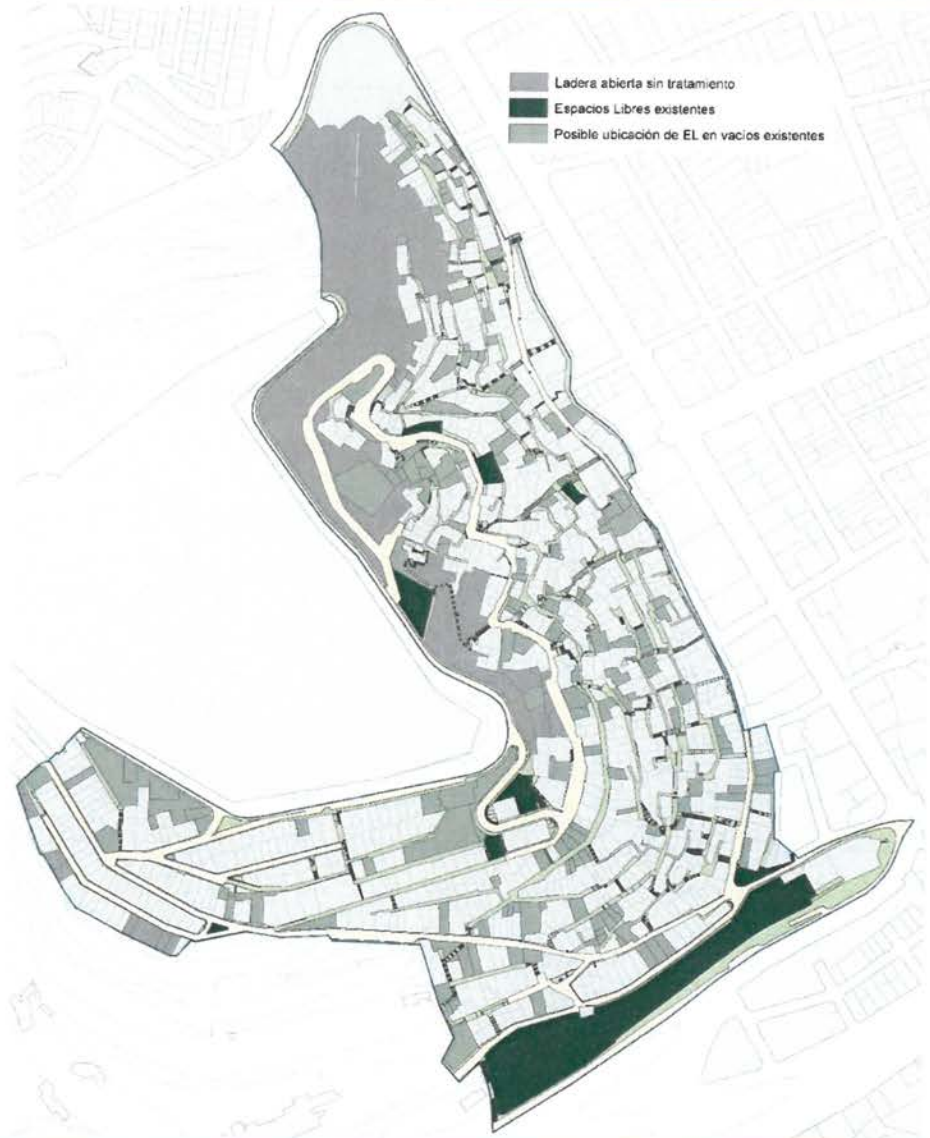 Ladera abierta sin tratamiento
Espacios Libres existentes
Posible ubicación de EL en vacíos existentes